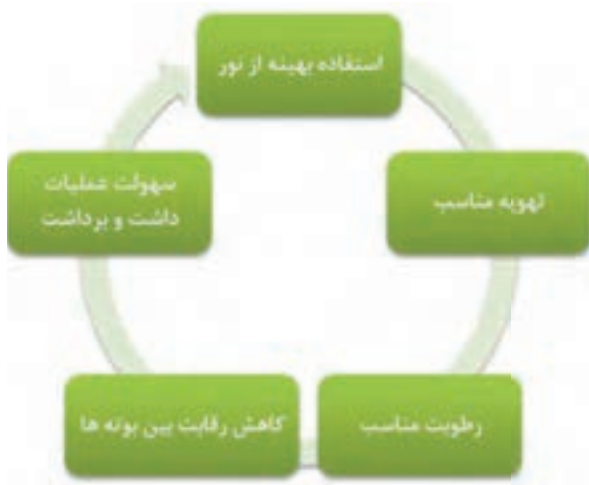 استفاده بهینه از نور
تهویه مناسب
رطوبت مناسب
کاهش رقابت بین بوته ها
سهولت عملیات
داشت و برداشت